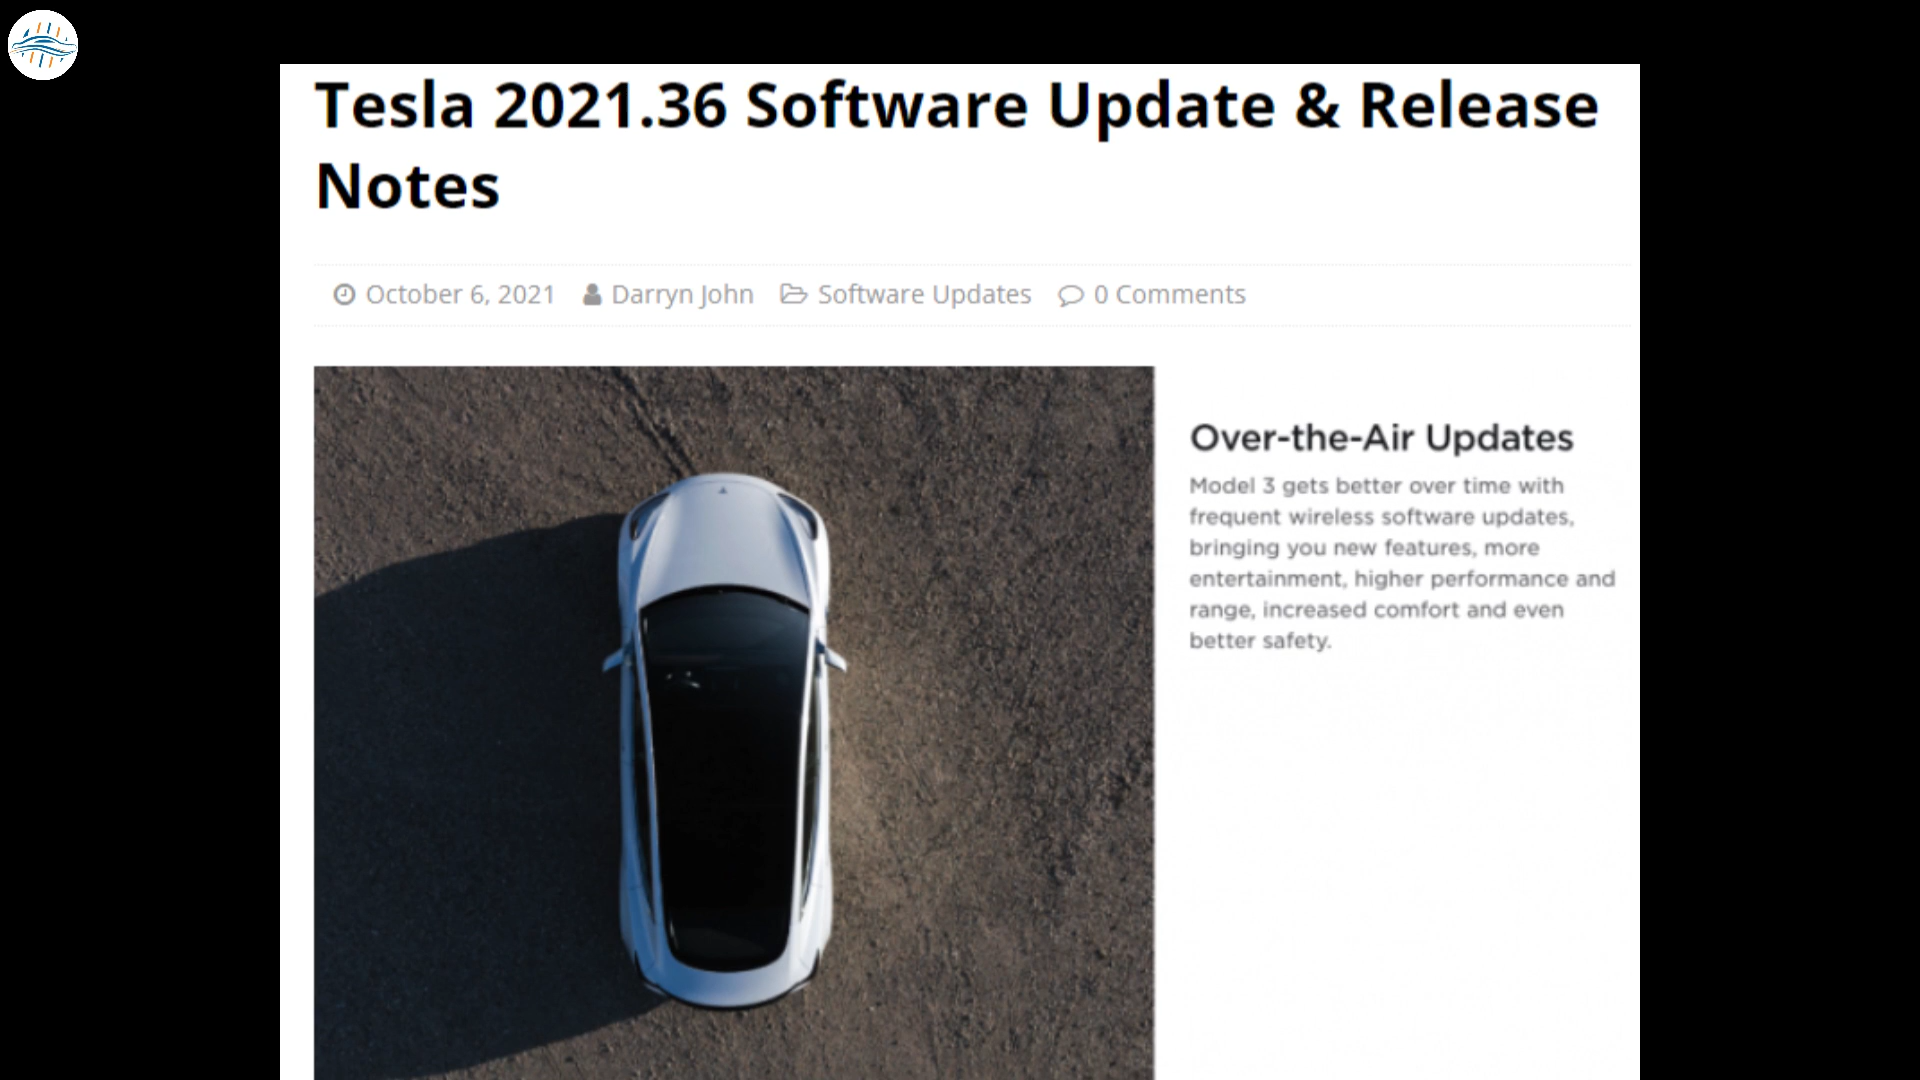 Tesla 2021.36 Software Update & Release
Notes
October 6, 2021 Darryn John Software Updates 0 Comments
Over-the-Air Updates
Model 3 gets better over time with
frequent wireless software updates,
bringing you new features, more
entertainment, higher performance and
range, increased comfort and even
better safety.